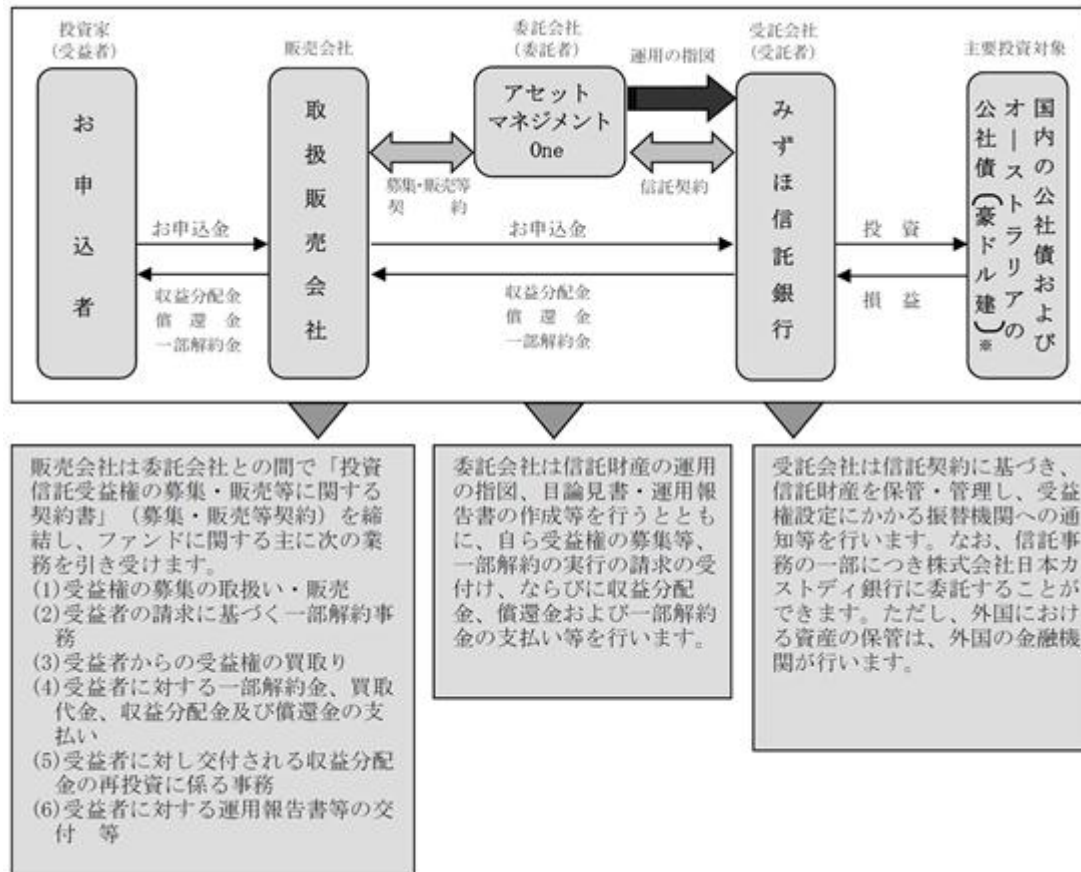 投資家
(受益者)
お申込者
販売会社
取扱販売会社
委託会社
(委託者)
アセット
マネジメント
One
運用の指図
受託会社
(受託者)
みずほ信託銀行
主要投資対象
国内の公社債および
オーストラリアの
公社債(豪ドル建)※
募集・販売等
契　約
信託契約
お申込金
収益分配金
償　還　金
一部解約金
お申込金
収益分配金
償　還　金
一部解約金
投　資
損　益
販売会社は委託会社との間で「投資
信託受益権の募集・販売等に関する
契約書」（募集・販売等契約）を締
結し、ファンドに関する主に次の業
務を引き受けます。
(1)受益権の募集の取扱い・販売
(2)受益者の請求に基づく一部解約事
務
(3)受益者からの受益権の買取り
(4)受益者に対する一部解約金、買取
代金、収益分配金及び償還金の支
払い
(5)受益者に対し交付される収益分配
金の再投資に係る事務
(6)受益者に対する運用報告書等の交
付　等
委託会社は信託財産の運用
の指図、目論見書・運用報
告書の作成等を行うととも
に、自ら受益権の募集等、
一部解約の実行の請求の受
付け、ならびに収益分配
金、償還金および一部解約
金の支払い等を行います。
受託会社は信託契約に基づき、
信託財産を保管・管理し、受益
権設定にかかる振替機関への通
知等を行います。なお、信託事
務の一部につき株式会社日本カ
ストディ銀行に委託することが
できます。ただし、外国におけ
る資産の保管は、外国の金融機
関が行います。